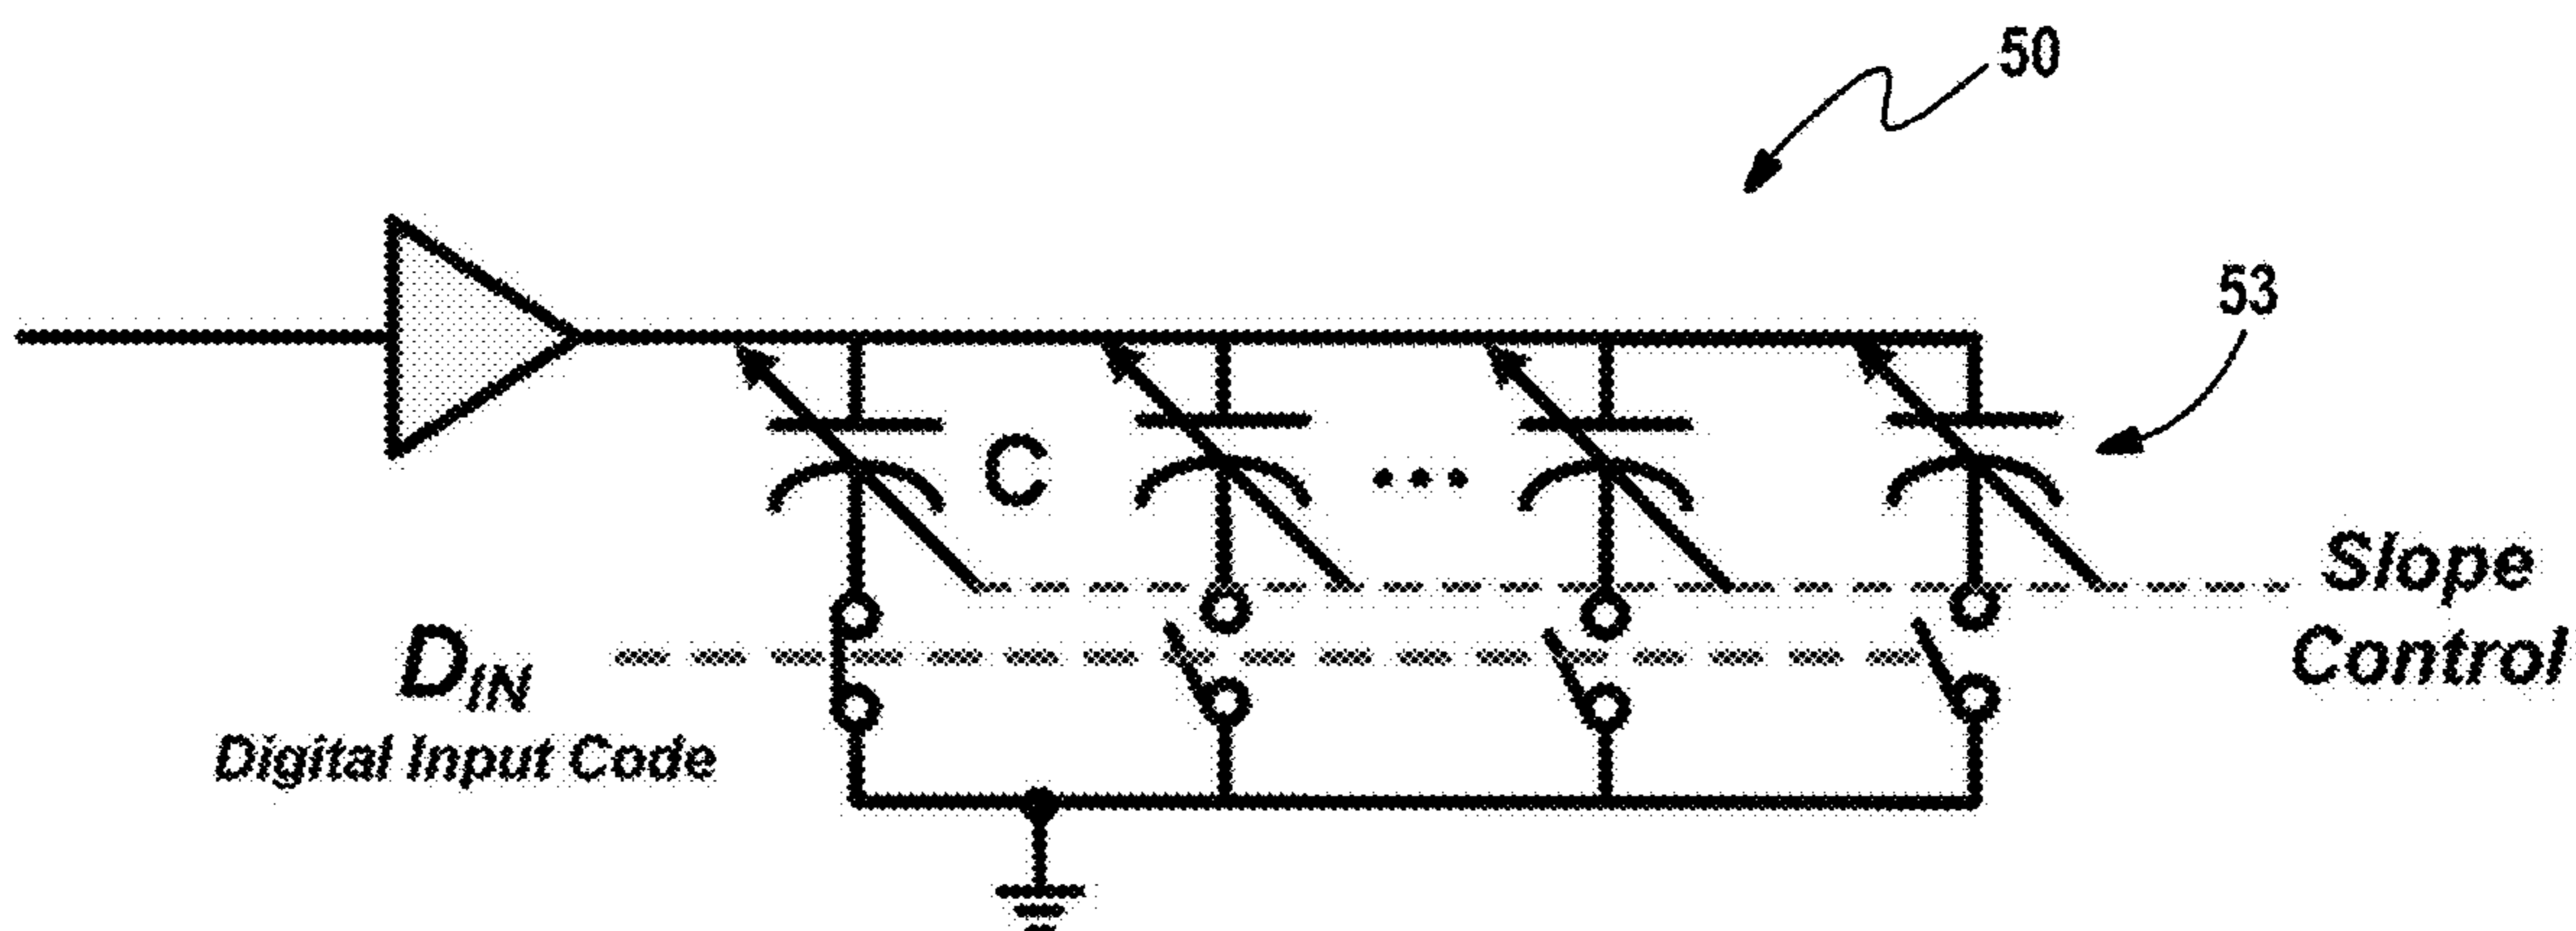 50
53
C
...
Slope
Control
DIN
Digital Input Code